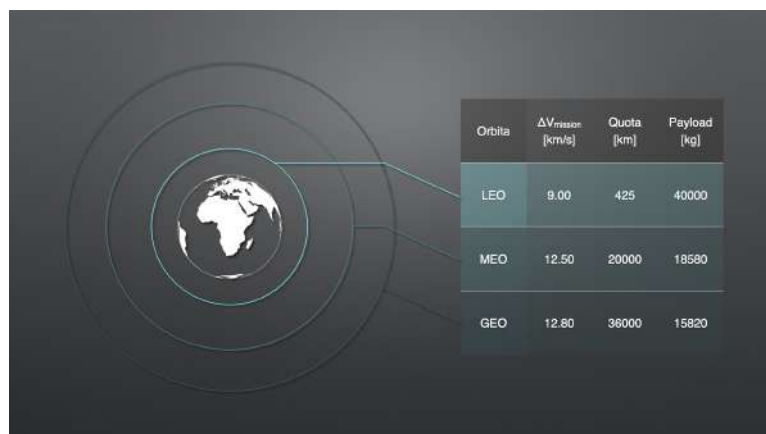 Orbita ΔVmission [km/s] Quota [km] Payload [kg]
LEO 9.00 425 40000
MEO 12.50 20000 18580
GEO 12.80 36000 15820